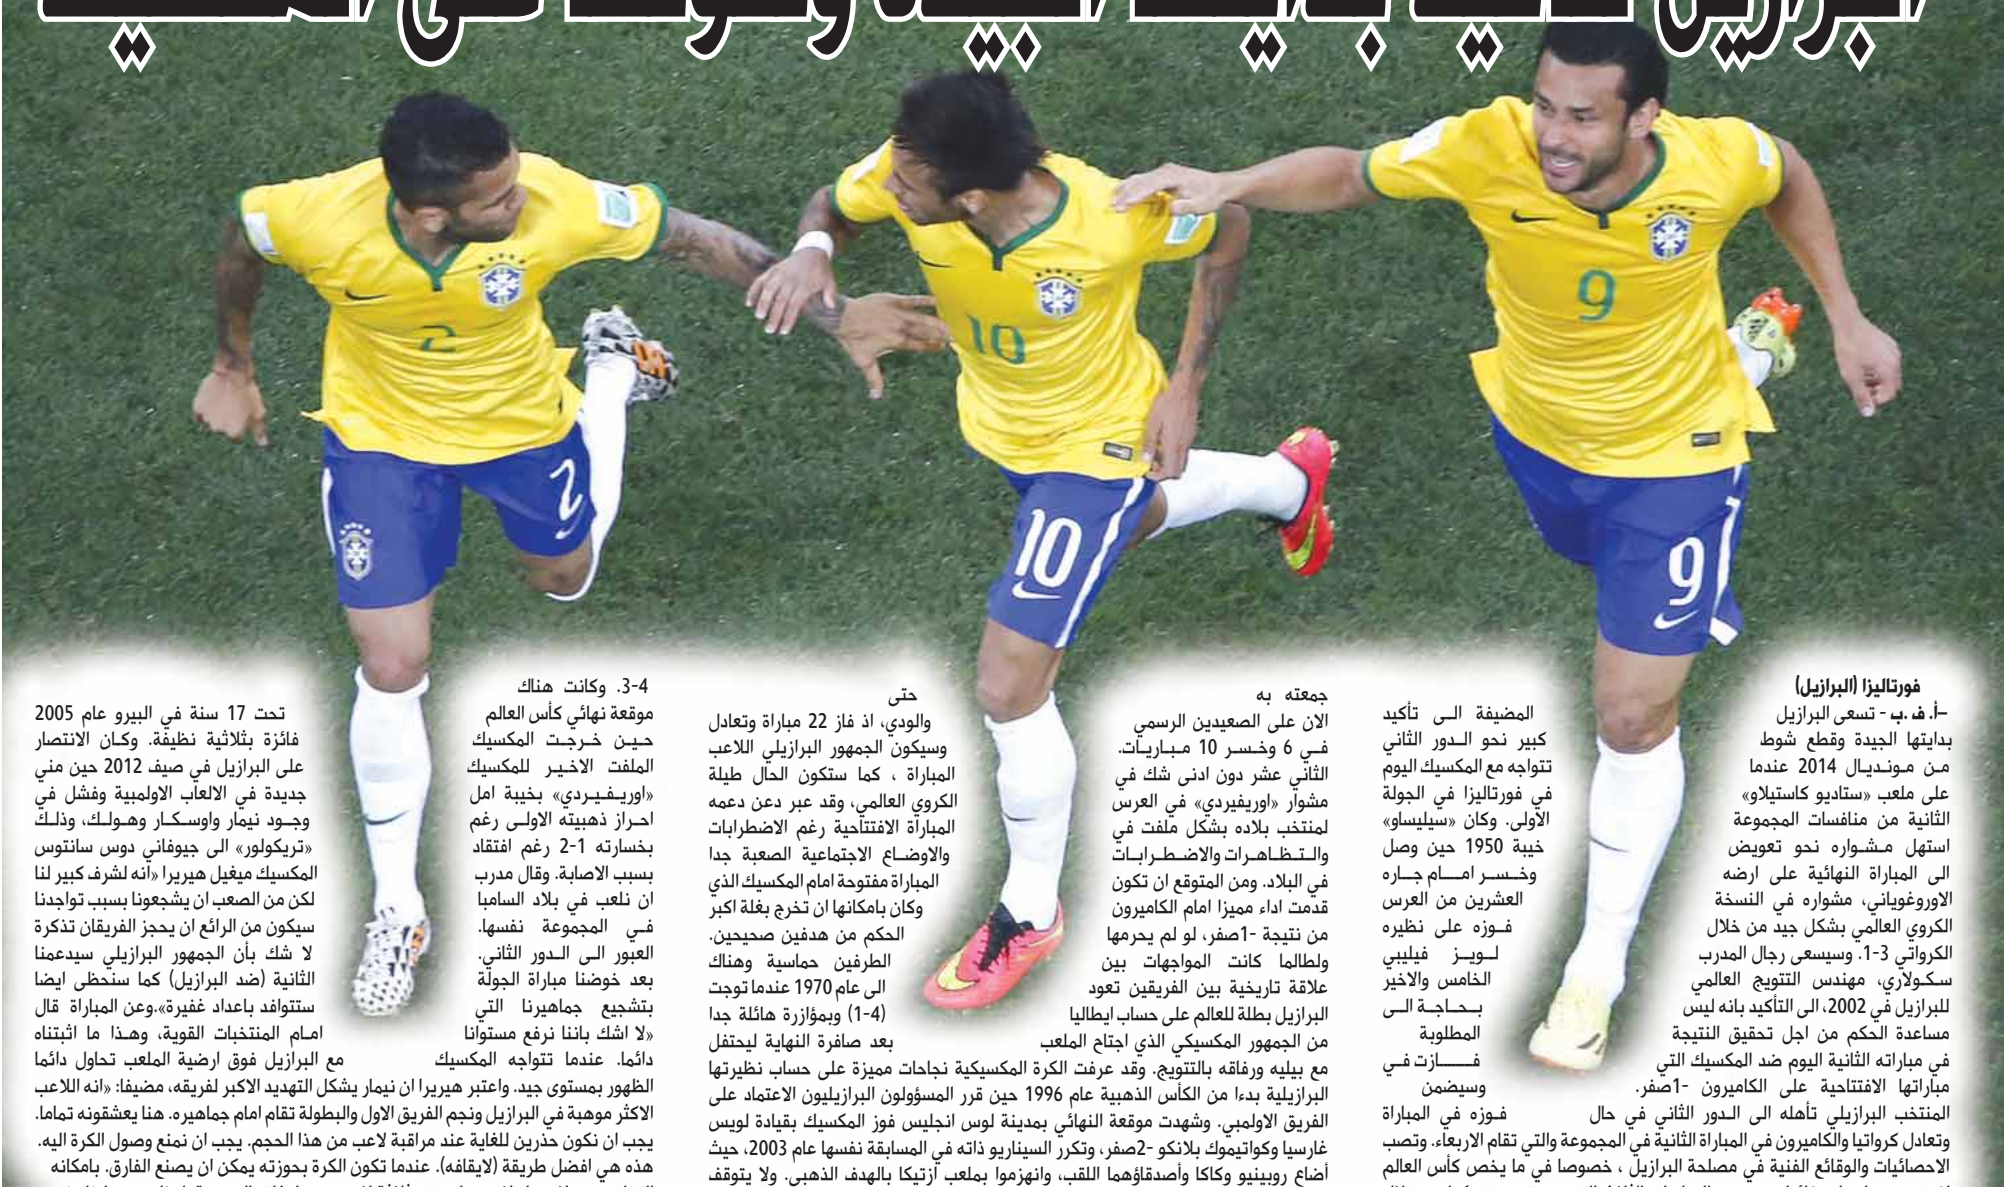 2
2
10
10
9
9
فورتاليزا (البرازيل)
–أ. ف .ب - تسعى البرازيل المضيفة الى تأكيد
بدايتها الجيدة وقطع شوط كبير نحو الدور الثاني
من مونديال 2014 عندما تتواجه مع المكسيك اليوم
على ملعب «ستاديو كاستيلاو» في فورتاليزا في الجولة
الثانية من منافسات المجموعة الأولى. وكان «سيليساو»
استهل مشواره نحو تعويض خيبة 1950 حين وصل
الى المباراة النهائية على ارضه وخسر امام جاره
الاوروغوياني، مشواره في النسخة العشرين من العرس
الكروي العالمي بشكل جيد من خلال فوزه على نظيره
الكرواتي 3-1. وسيسعى رجال المدرب لويز فيليبي
سكولاري، مهندس التتويج العالمي الخامس والاخير
للبرازيل في 2002، الى التأكيد بانه ليس بحاجة الى
مساعدة الحكم من اجل تحقيق النتيجة المطلوبة
في مباراته الثانية اليوم ضد المكسيك التي فازت في
مباراتها الافتتاحية على الكاميرون -1صفر. وسيضمن
المنتخب البرازيلي تأهله الى الدور الثاني في حال فوزه في المباراة
وتعادل كرواتيا والكاميرون في المباراة الثانية في المجموعة والتي تقام الاربعاء. وتصب
الاحصائيات والوقائع الفنية في مصلحة البرازيل ، خصوصا في ما يخص كأس العالم
جمعته به حتى
الان على الصعيدين الرسمي والودي، اذ فاز 22 مباراة وتعادل
في 6 وخسر 10 مباريات. وسيكون الجمهور البرازيلي اللاعب
الثاني عشر دون ادنى شك في المباراة ، كما ستكون الحال طيلة
مشوار «اوريفيردي» في العرس الكروي العالمي، وقد عبر دعن دعمه
لمنتخب بلاده بشكل ملفت في المباراة الافتتاحية رغم الاضطرابات
والتظاهرات والاضطرابات والاوضاع الاجتماعية الصعبة جدا
في البلاد. ومن المتوقع ان تكون المباراة مفتوحة امام المكسيك الذي
قدمت اداء مميزا امام الكاميرون وكان بامكانها ان تخرج بغلة اكبر
من نتيجة -1صفر، لو لم يحرمها الحكم من هدفين صحيحين.
ولطالما كانت المواجهات بين الطرفين حماسية وهناك
علاقة تاريخية بين الفريقين تعود الى عام 1970 عندما توجت
البرازيل بطلة للعالم على حساب ايطاليا (4-1) وبمؤازرة هائلة جدا
من الجمهور المكسيكي الذي اجتاح الملعب بعد صافرة النهاية ليحتفل
مع بيليه ورفاقه بالتتويج. وقد عرفت الكرة المكسيكية نجاحات مميزة على حساب نظيرتها
البرازيلية بدءا من الكأس الذهبية عام 1996 حين قرر المسؤولون البرازيليون الاعتماد على
الفريق الاولمبي. وشهدت موقعة النهائي بمدينة لوس انجليس فوز المكسيك بقيادة لويس
غارسيا وكواتيموك بلانكو -2صفر، وتكرر السيناريو ذاته في المسابقة نفسها عام 2003، حيث
أضاع روبينيو وكاكا وأصدقاؤهما اللقب، وانهزموا بملعب ازتيكا بالهدف الذهبي. ولا يتوقف
3-4. وكانت هناك
موقعة نهائي كأس العالم تحت 17 سنة في البيرو عام 2005
حين خرجت المكسيك فائزة بثلاثية نظيفة. وكان الانتصار
الملفت الاخير للمكسيك على البرازيل في صيف 2012 حين مني
«اوريفيردي» بخيبة امل جديدة في الالعاب الاولمبية وفشل في
احراز ذهبيته الاولى رغم وجود نيمار واوسكار وهولك، وذلك
بخسارته 1-2 رغم افتقاد «تريكولور» الى جيوفاني دوس سانتوس
بسبب الاصابة. وقال مدرب المكسيك ميغيل هيريرا «انه لشرف كبير لنا
ان نلعب في بلاد السامبا لكن من الصعب ان يشجعونا بسبب تواجدنا
في المجموعة نفسها. سيكون من الرائع ان يحجز الفريقان تذكرة
العبور الى الدور الثاني. لا شك بأن الجمهور البرازيلي سيدعمنا
بعد خوضنا مباراة الجولة الثانية (ضد البرازيل) كما سنحظى ايضا
بتشجيع جماهيرنا التي ستتوافد باعداد غفيرة».وعن المباراة قال
«لا اشك باننا نرفع مستوانا امام المنتخبات القوية، وهذا ما اثبتناه
دائما. عندما تتواجه المكسيك مع البرازيل فوق ارضية الملعب تحاول دائما
الظهور بمستوى جيد. واعتبر هيريرا ان نيمار يشكل التهديد الاكبر لفريقه، مضيفا: «انه اللاعب
الاكثر موهبة في البرازيل ونجم الفريق الاول والبطولة تقام امام جماهيره. هنا يعشقونه تماما.
يجب ان نكون حذرين للغاية عند مراقبة لاعب من هذا الحجم. يجب ان نمنع وصول الكرة اليه.
هذه هي افضل طريقة (لايقافه). عندما تكون الكرة بحوزته يمكن ان يصنع الفارق. بامكانه